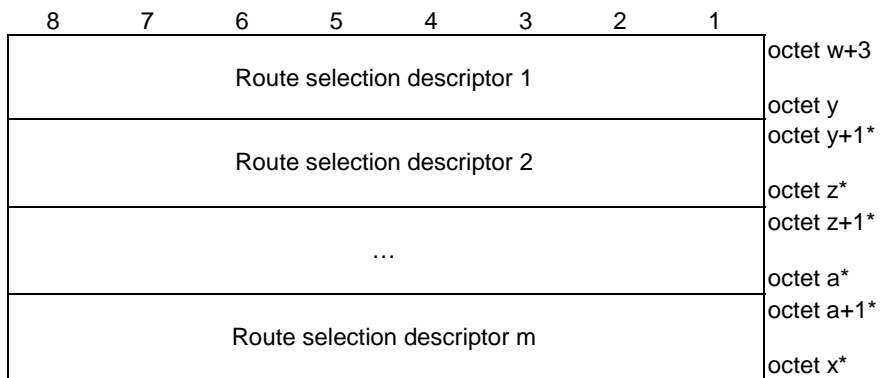 8 7 6 5 4 3 2 1
octet w+3
Route selection descriptor 1
octet y
octet y+1*
Route selection descriptor 2
octet z*
octet z+1*
…
octet a*
octet a+1*
Route selection descriptor m
octet x*